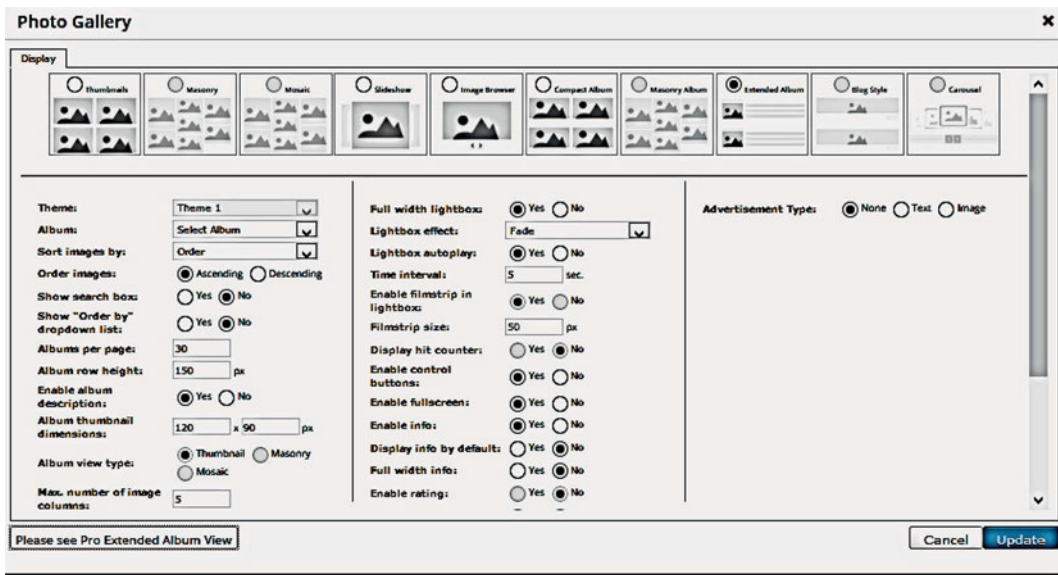 Photo Gallery
Display
Thumbnails Masonry Mosaic Slideshow Image Browser Compact Album Masonry Album Extended Album Blog Style Carousel
Theme: Theme 1
Album: Select Album
Sort images by: Order
Order images: Ascending Descending
Show search box: Yes No
Show "Order by"
dropdown list: Yes No
Albums per page: 30
Album row height: 150 px
Enable album
description: Yes No
Album thumbnail
dimensions: 120 x 90 px
Album view type: Thumbnail Masonry
Mosaic
Max. number of image
columns: 5
Full width lightbox: Yes No
Lightbox effect: Fade
Lightbox autoplay: Yes No
Time interval: 5 sec.
Enable filmstrip in
lightbox: Yes No
Filmstrip size: 50 px
Display hit counter: Yes No
Enable control
buttons: Yes No
Enable fullscreen: Yes No
Enable info: Yes No
Display info by default: Yes No
Full width info: Yes No
Enable rating: Yes No
Advertisement Type: None Text Image
Please see Pro Extended Album View
Cancel Update